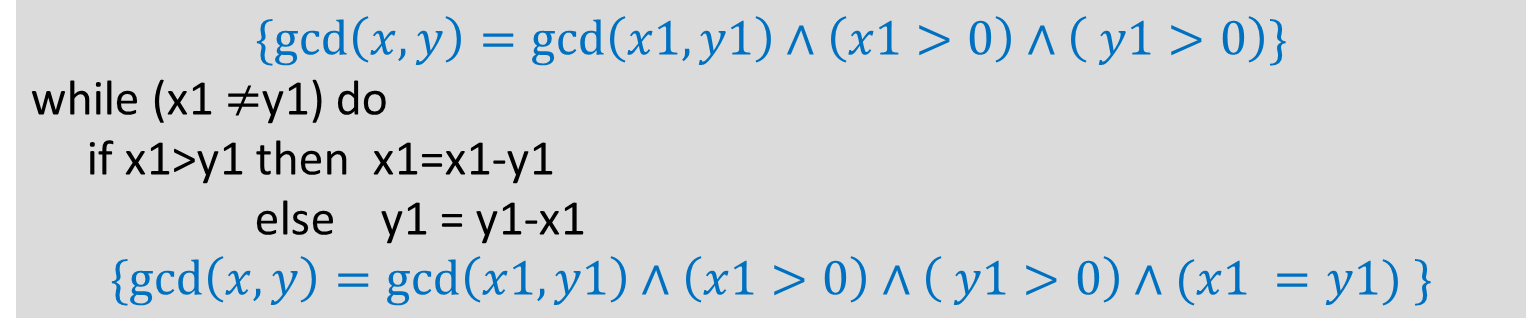 {gcd(x, y) = gcd(x1, y1) ∧ (x1 > 0) ∧ ( y1 > 0)}
while (x1 ≠y1) do
if x1>y1 then x1=x1-y1
else y1 = y1-x1
{gcd(x, y) = gcd(x1, y1) ∧ (x1 > 0) ∧ ( y1 > 0) ∧ (x1 = y1) }